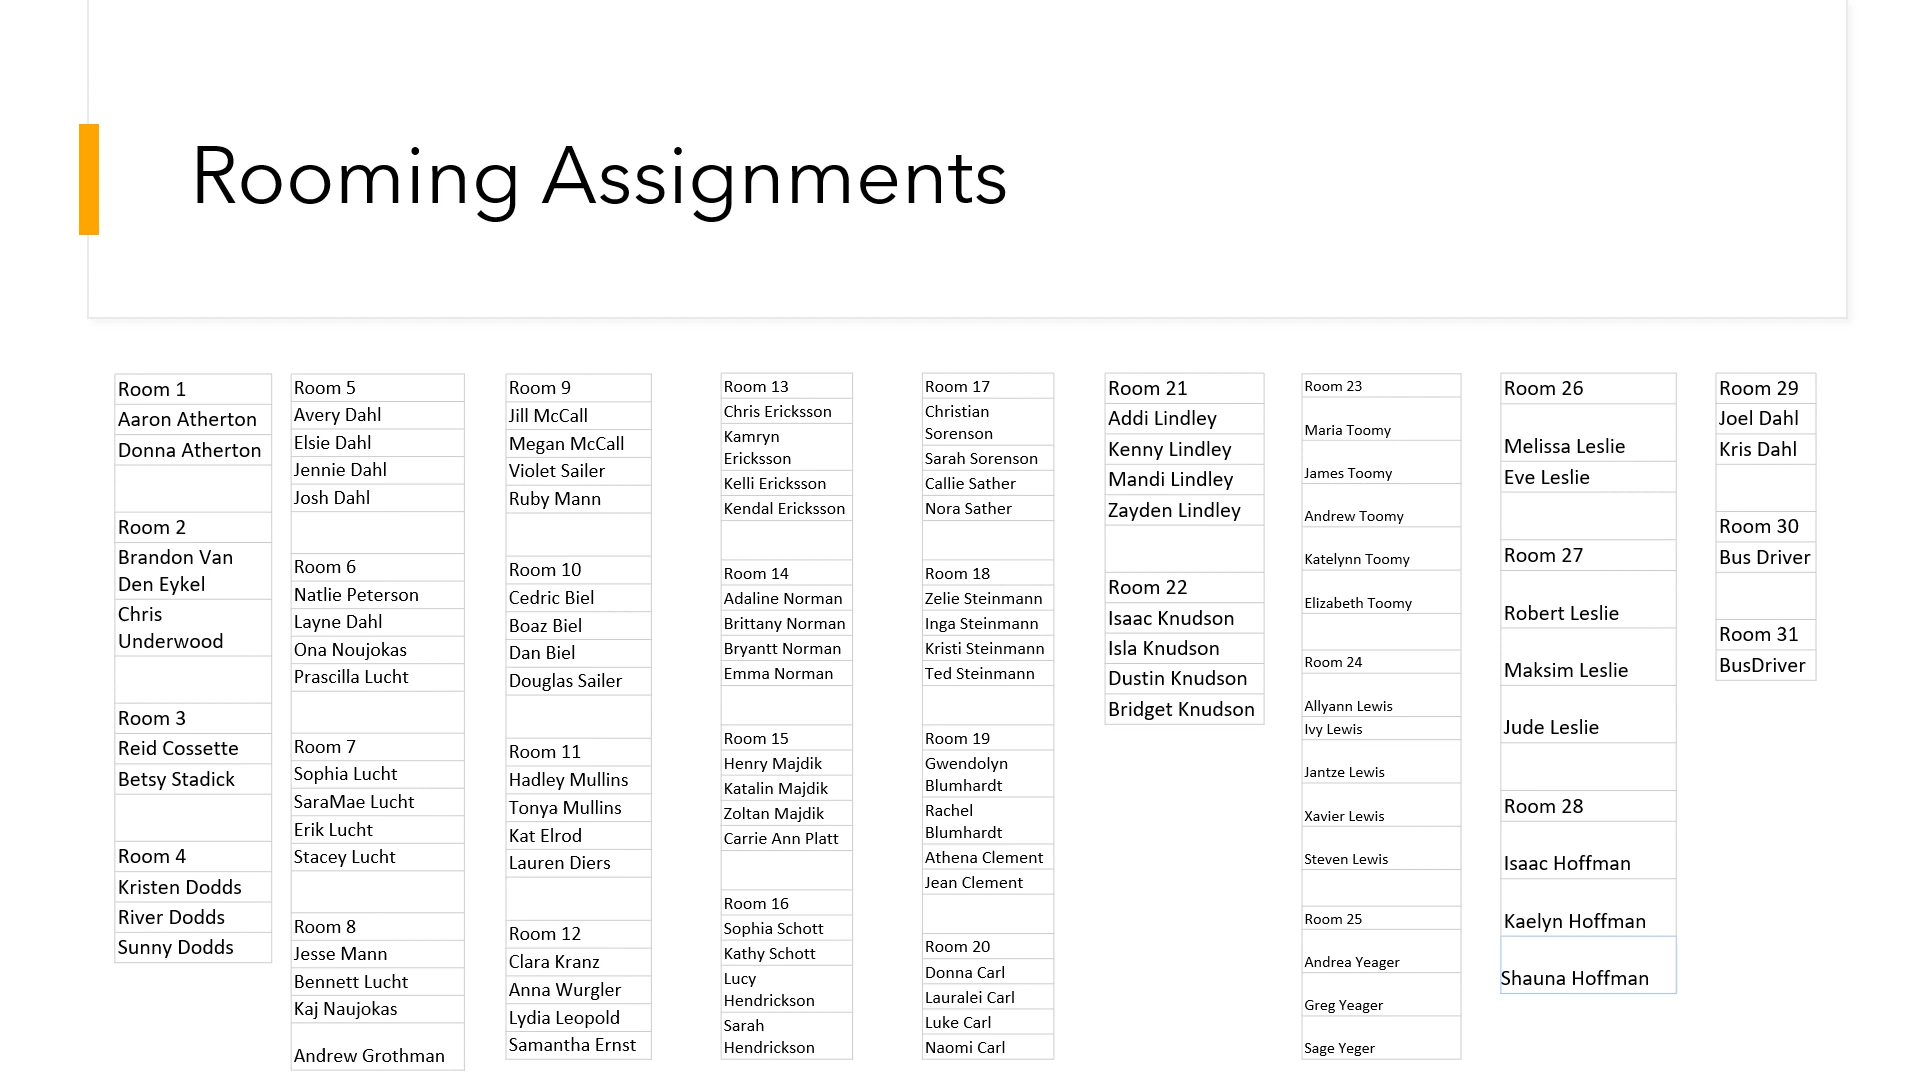 Rooming Assignments
Room 1
Aaron Atherton
Donna Atherton
Room 2
Brandon Van
Den Eykel
Chris
Underwood
Room 3
Reid Cossette
Betsy Stadick
Room 4
Kristen Dodds
River Dodds
Sunny Dodds
Room 5
Avery Dahl
Elsie Dahl
Jennie Dahl
Josh Dahl
Room 6
Natlie Peterson
Layne Dahl
Ona Noujokas
Prascilla Lucht
Room 7
Sophia Lucht
SaraMae Lucht
Erik Lucht
Stacey Lucht
Room 8
Jesse Mann
Bennett Lucht
Kaj Naujokas
Andrew Grothman
Room 9
Jill McCall
Megan McCall
Violet Sailer
Ruby Mann
Room 10
Cedric Biel
Boaz Biel
Dan Biel
Douglas Sailer
Room 11
Hadley Mullins
Tonya Mullins
Kat Elrod
Lauren Diers
Room 12
Clara Kranz
Anna Wurgler
Lydia Leopold
Samantha Ernst
Room 13
Chris Ericksson
Kamryn
Ericksson
Kelli Ericksson
Kendal Ericksson
Room 14
Adaline Norman
Brittany Norman
Bryantt Norman
Emma Norman
Room 15
Henry Majdik
Katalin Majdik
Zoltan Majdik
Carrie Ann Platt
Room 16
Sophia Schott
Kathy Schott
Lucy
Hendrickson
Sarah
Hendrickson
Room 17
Christian
Sorenson
Sarah Sorenson
Callie Sather
Nora Sather
Room 18
Zelie Steinmann
Inga Steinmann
Kristi Steinmann
Ted Steinmann
Room 19
Gwendolyn
Blumhardt
Rachel
Blumhardt
Athena Clement
Jean Clement
Room 20
Donna Carl
Lauralei Carl
Luke Carl
Naomi Carl
Room 21
Addi Lindley
Kenny Lindley
Mandi Lindley
Zayden Lindley
Room 22
Isaac Knudson
Isla Knudson
Dustin Knudson
Bridget Knudson
Room 23
Maria Toomy
James Toomy
Andrew Toomy
Katelynn Toomy
Elizabeth Toomy
Room 24
Allyann Lewis
Ivy Lewis
Jantze Lewis
Xavier Lewis
Steven Lewis
Room 25
Andrea Yeager
Greg Yeager
Sage Yeger
Room 26
Melissa Leslie
Eve Leslie
Room 27
Robert Leslie
Maksim Leslie
Jude Leslie
Room 28
Isaac Hoffman
Kaelyn Hoffman
Shauna Hoffman
Room 29
Joel Dahl
Kris Dahl
Room 30
Bus Driver
Room 31
BusDriver